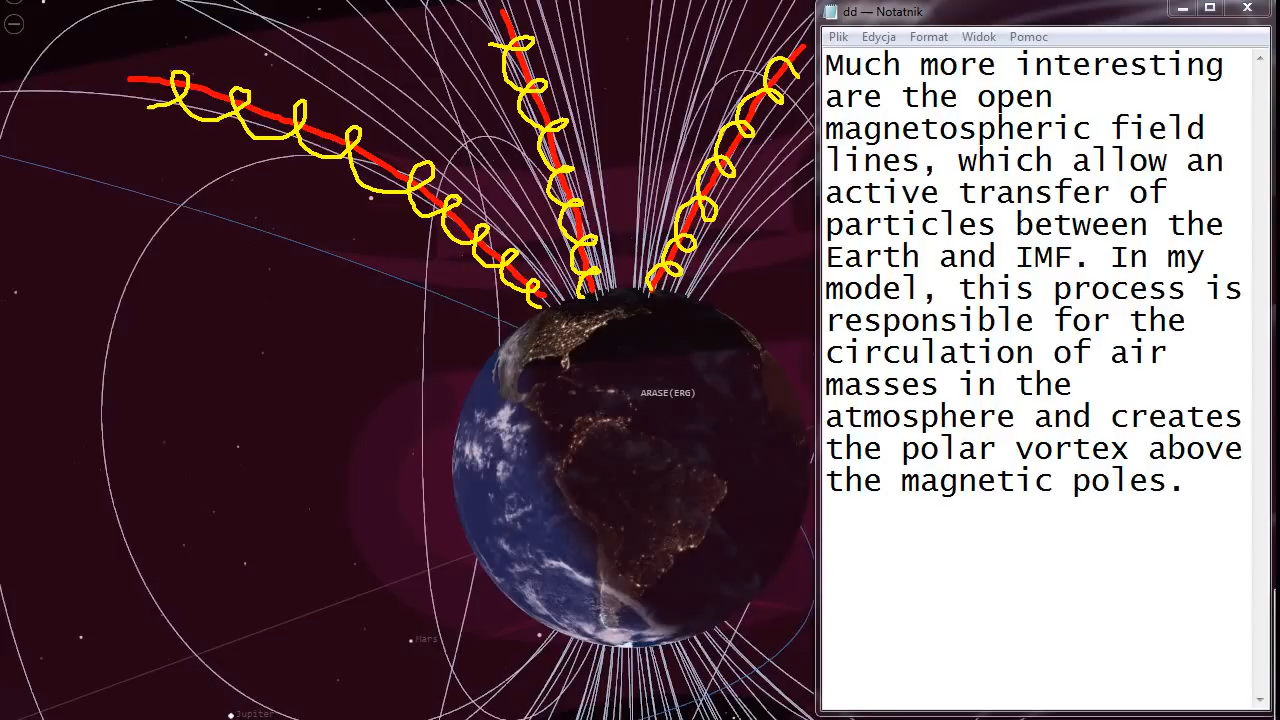 dd — Notatnik
Plik Edycja Format Widok Pomoc
Much more interesting
are the open
magnetospheric field
lines, which allow an
active transfer of
particles between the
Earth and IMF. In my
model, this process is
responsible for the
circulation of air
masses in the
atmosphere and creates
the polar vortex above
the magnetic poles.
ARASE(ERG)
Mars
Jupiter